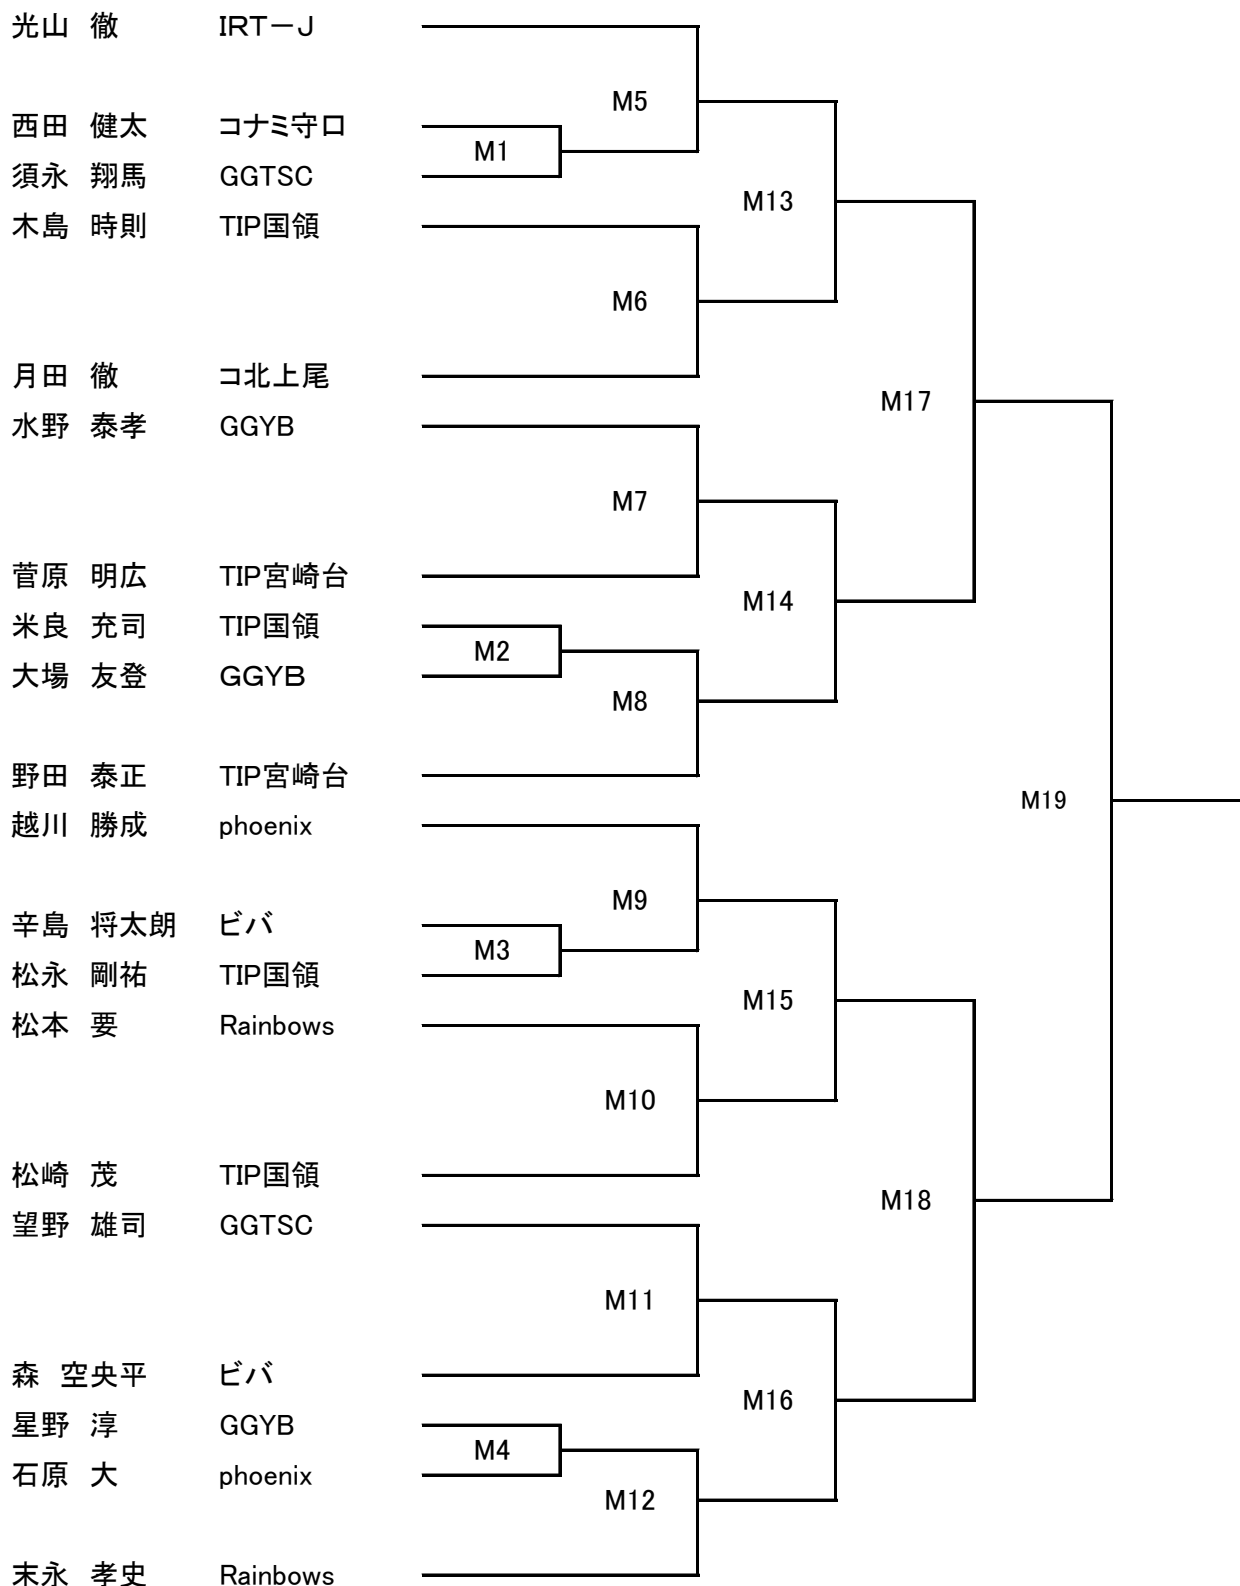 光山 徹 IRT－J
M5
西田 健太 コナミ守口
M1
須永 翔馬 GGTSC
M13
木島 時則 TIP国領
M6
月田 徹 コ北上尾
M17
水野 泰孝 GGYB
M7
菅原 明広 TIP宮崎台
M14
米良 充司 TIP国領
M2
大場 友登 GGYB
M8
野田 泰正 TIP宮崎台
M19
越川 勝成 phoenix
M9
辛島 将太朗 ビバ
M3
松永 剛祐 TIP国領
M15
松本 要 Rainbows
M10
松崎 茂 TIP国領
M18
望野 雄司 GGTSC
M11
森 空央平 ビバ
M16
星野 淳 GGYB
M4
石原 大 phoenix
M12
末永 孝史 Rainbows